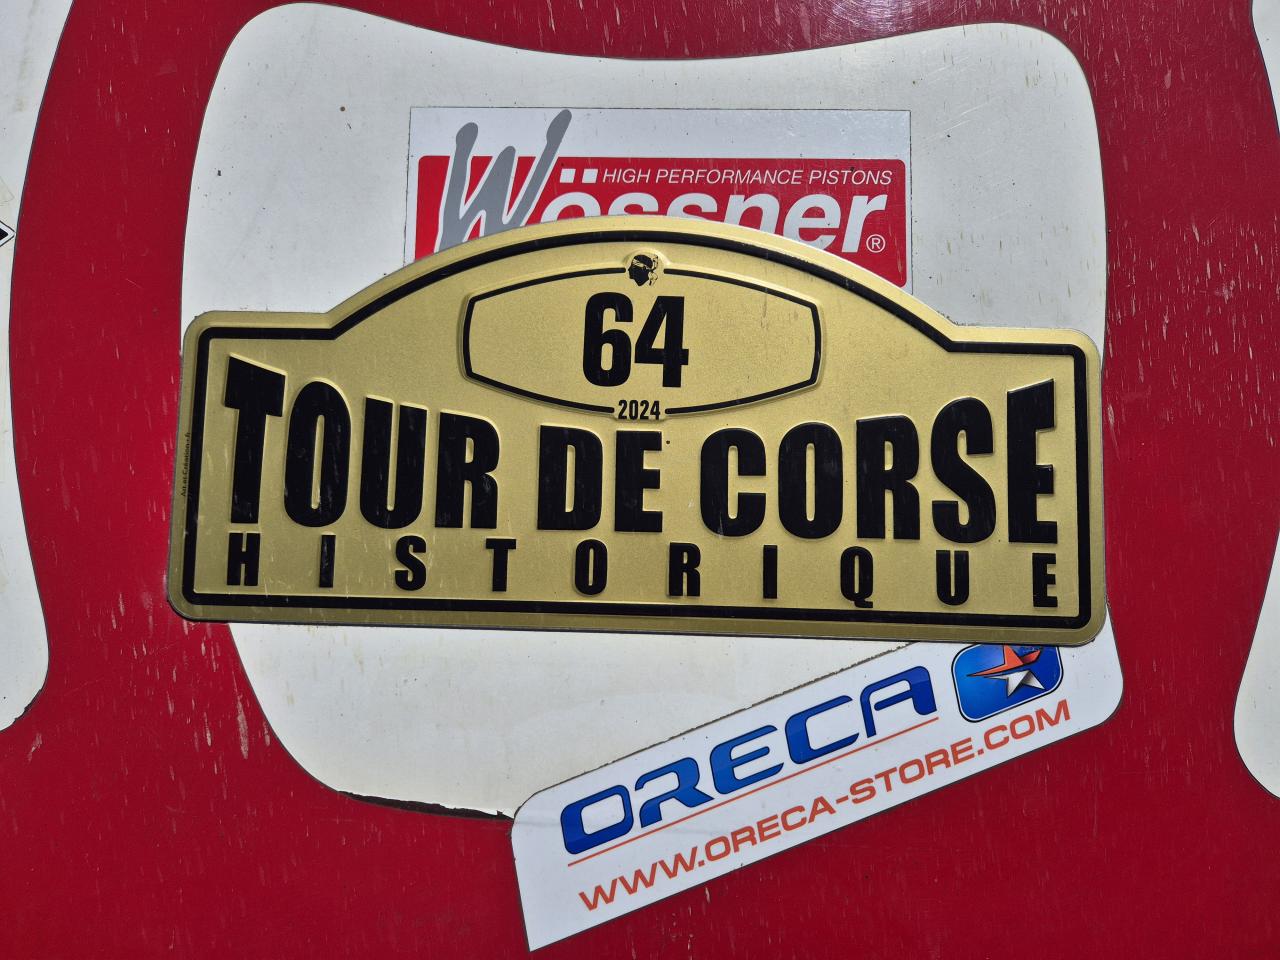 HIGH PERFORMANCE PISTONS
Wössner®
64
2024
TOUR DE CORSE
HISTORIQUE
ORECA
WWW.ORECA-STORE.COM